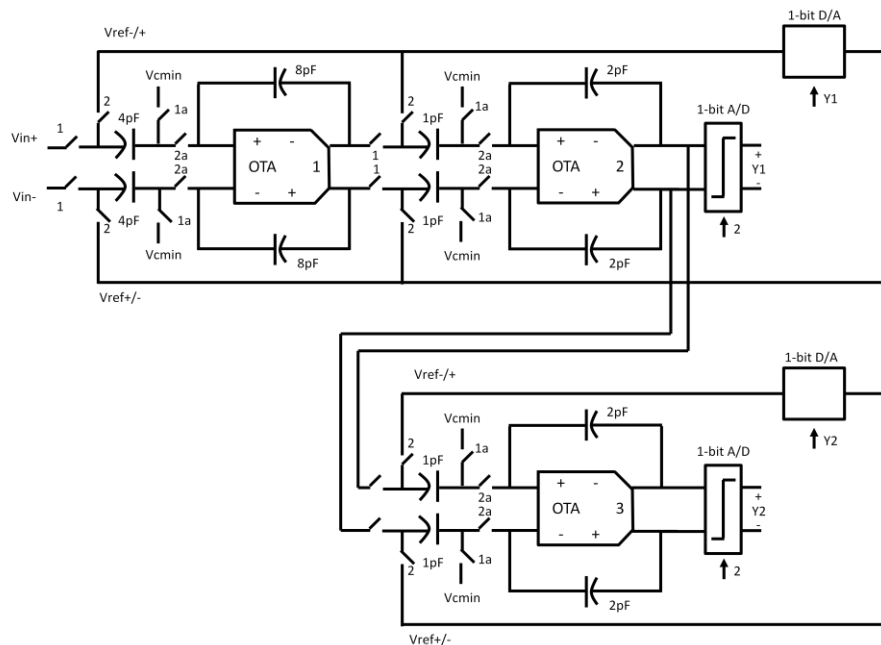 1-bit D/A
Vref-/+
Y1
Vcmin 8pF Vcmin 2pF
1-bit A/D
2 4pF 1a 2 1pF 1a
Vin+ 1 2a + - 1 2a + - +
OTA 1 OTA 2 Y1
Vin- 2a - + 1 2a - + -
1 2 4pF 1a 2 1pF 1a 2
Vcmin 8pF Vcmin 2pF
Vref+/-
1-bit D/A
Vref-/+
Y2
Vcmin 2pF
1-bit A/D
2 1pF 1a
2a + - +
OTA 3 Y2
2a - + -
2 1pF 1a 2
Vcmin 2pF
Vref+/-